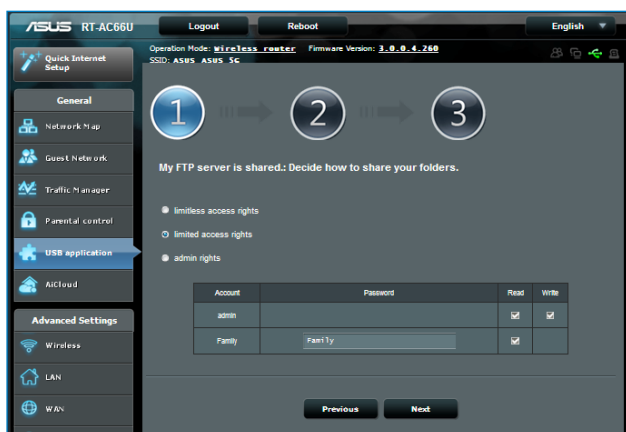 ASUS RT-AC66U Logout Reboot English
Operation Mode: Wireless router Firmware Version: 3.0.0.4.260
SSID: ASUS ASUS_5G
Quick Internet
Setup
General
Network Map
Guest Network
Traffic Manager
Parental control
USB application
AiCloud
Advanced Settings
Wireless
LAN
WAN
1 2 3
My FTP server is shared.: Decide how to share your folders.
limitless access rights
limited access rights
admin rights
Account Password Read Write
admin
Family Family
Previous Next